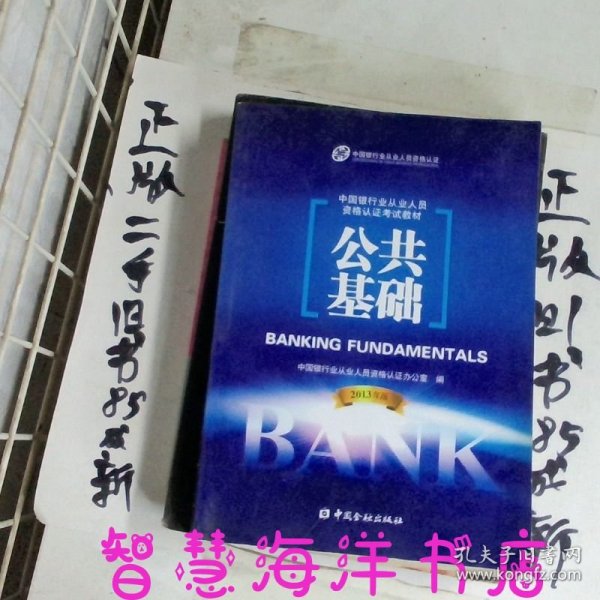 正版二手旧书85成新
中国银行业从业人员资格认证
中国银行业从业人员
资格认证考试教材
公共
基础
BANKING FUNDAMENTALS
中国银行业从业人员资格认证办公室 编
2013年版
BANK
中国金融出版社
正版旧书85成新
智慧海洋书店
孔夫子旧书网
www.kongfz.com